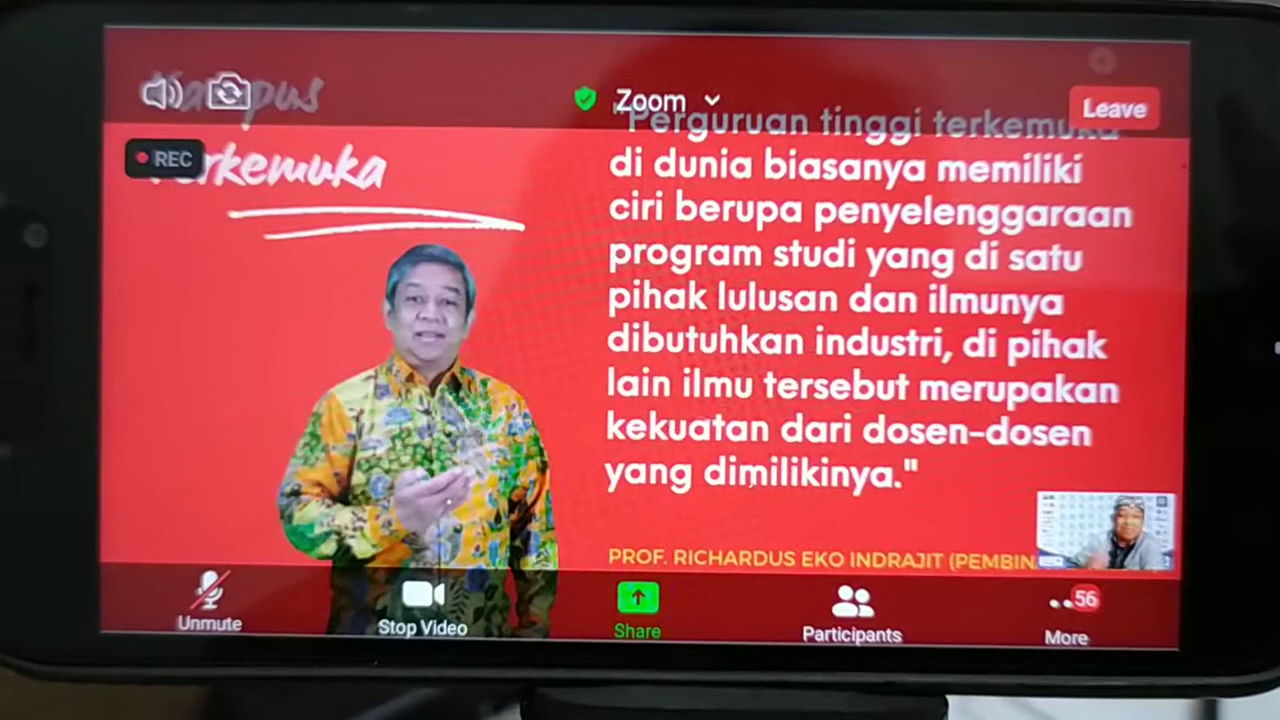 Kampus
Zoom
Leave
REC
Terkemuka
"Perguruan tinggi terkemuka
di dunia biasanya memiliki
ciri berupa penyelenggaraan
program studi yang di satu
pihak lulusan dan ilmunya
dibutuhkan industri, di pihak
lain ilmu tersebut merupakan
kekuatan dari dosen-dosen
yang dimilikinya."
PROF. RICHARDUS EKO INDRAJIT (PEMBIN
Unmute
Stop Video
Share
Participants
56
More